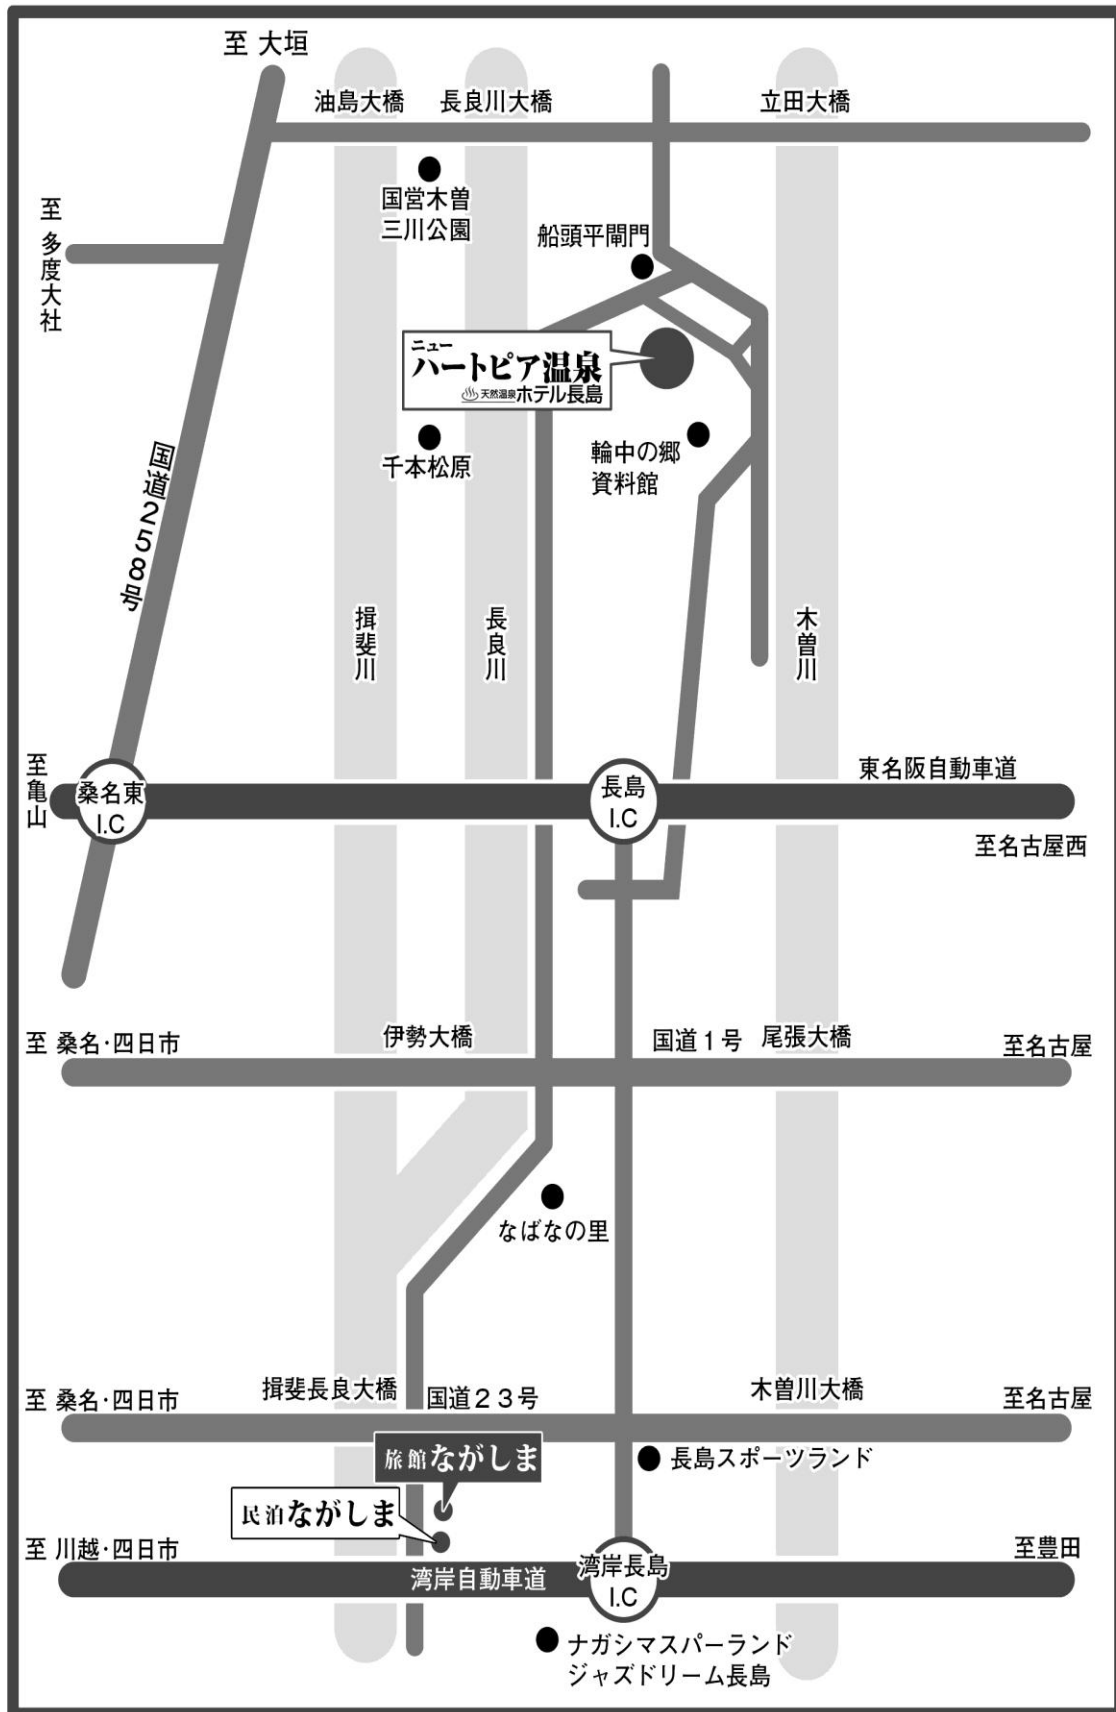 至 大垣
油島大橋
長良川大橋
立田大橋
国営木曽
三川公園
至 多度大社
船頭平閘門
ニュー
ハートピア温泉
天然温泉ホテル長島
千本松原
輪中の郷
資料館
国道258号
揖斐川
長良川
木曽川
至亀山
桑名東
I.C
長島
I.C
東名阪自動車道
至名古屋西
至 桑名・四日市
伊勢大橋
国道1号
尾張大橋
至名古屋
なばなの里
至 桑名・四日市
揖斐長良大橋
国道23号
木曽川大橋
至名古屋
旅館ながしま
長島スポーツランド
民泊ながしま
至 川越・四日市
湾岸自動車道
湾岸長島
I.C
至豊田
ナガシマスパーランド
ジャズドリーム長島